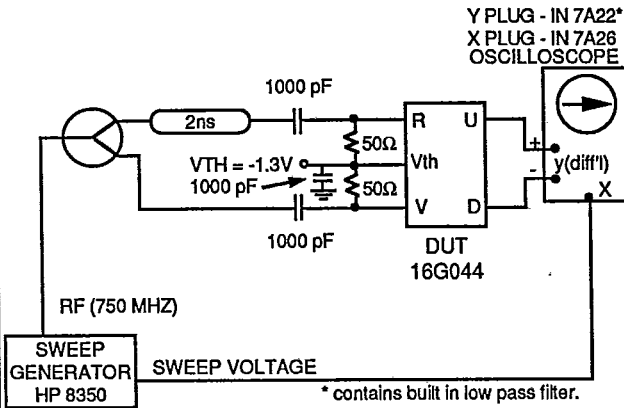 Y PLUG - IN 7A22*
X PLUG - IN 7A26
OSCILLOSCOPE
1000 pF
2ns
R
U
50Ω
+
VTH = -1.3V
Vth
y(diff'l)
1000 pF
50Ω
-
X
V
D
1000 pF
DUT
16G044
RF (750 MHZ)
SWEEP
GENERATOR
HP 8350
SWEEP VOLTAGE
* contains built in low pass filter.